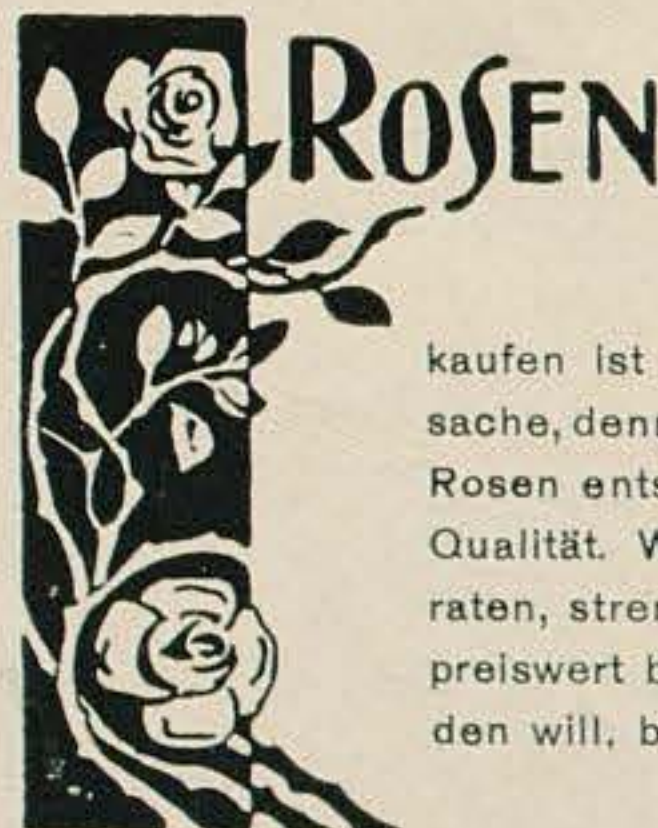 ROSEN
kaufen ist
sache, denn
Rosen ents
Qualität. W
raten, stren
preiswert b
den will, b